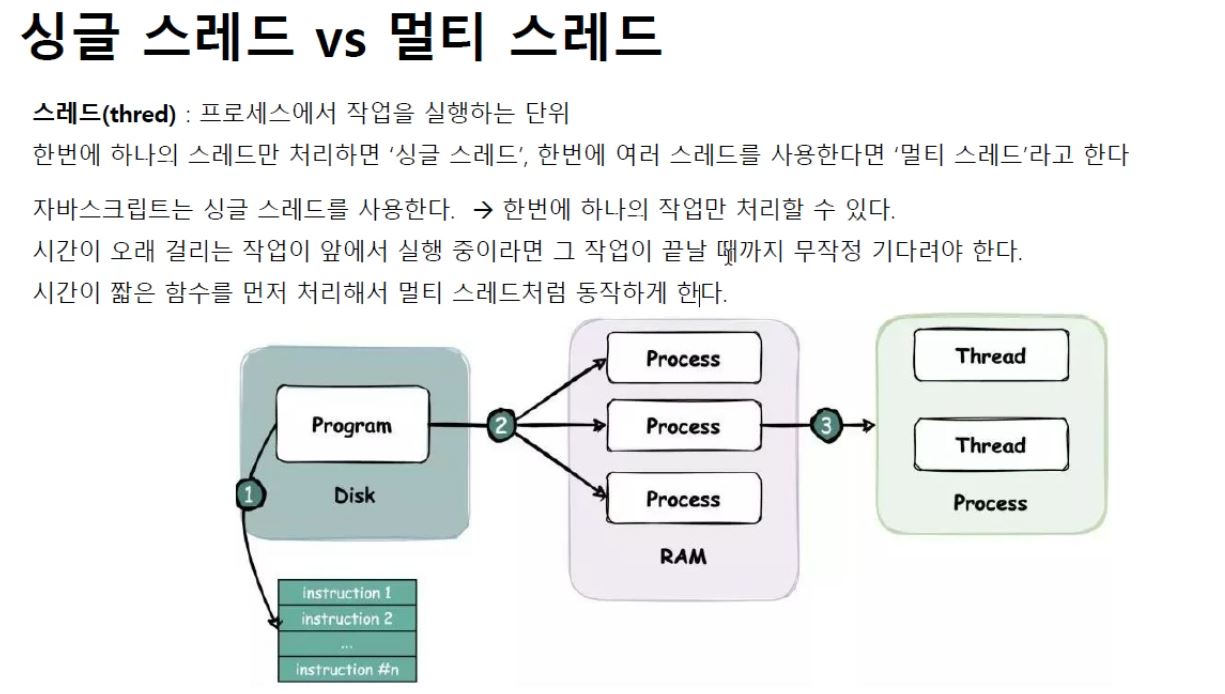 싱글 스레드 vs 멀티 스레드
스레드(thred) : 프로세스에서 작업을 실행하는 단위
한번에 하나의 스레드만 처리하면 ‘싱글 스레드’, 한번에 여러 스레드를 사용한다면 ‘멀티 스레드’라고 한다
자바스크립트는 싱글 스레드를 사용한다. → 한번에 하나의 작업만 처리할 수 있다.
시간이 오래 걸리는 작업이 앞에서 실행 중이라면 그 작업이 끝날 때까지 무작정 기다려야 한다.
시간이 짧은 함수를 먼저 처리해서 멀티 스레드처럼 동작하게 한다.
Program
Disk
1
instruction 1
instruction 2
...
instruction #n
2
Process
Process
Process
RAM
3
Thread
Thread
Process